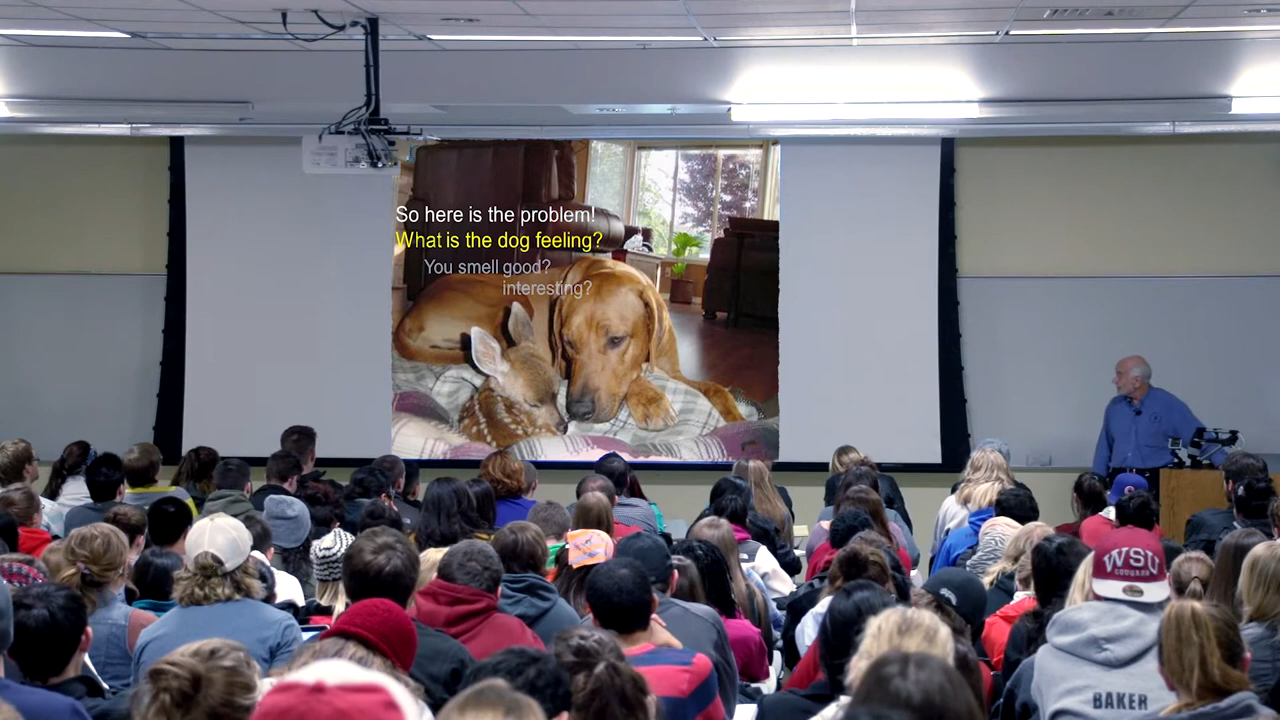 So here is the problem!
What is the dog feeling?
You smell good?
interesting?
WSU
COUGARS
BAKER